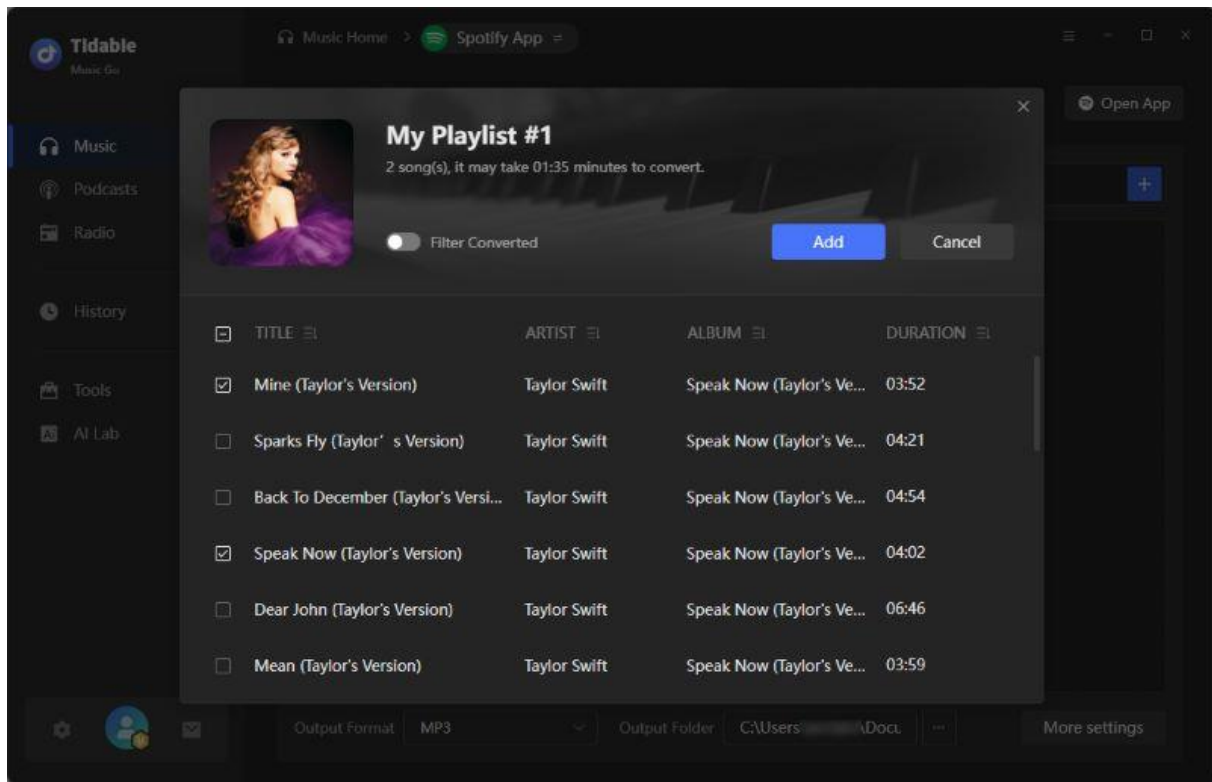 Tidable
Music Go
Music Home > Spotify App
Open App
Music
Podcasts
Radio
History
Tools
AI Lab
My Playlist #1
2 song(s), it may take 01:35 minutes to convert.
Filter Converted
Add
Cancel
TITLE ARTIST ALBUM DURATION
Mine (Taylor's Version) Taylor Swift Speak Now (Taylor's Ve... 03:52
Sparks Fly (Taylor’ s Version) Taylor Swift Speak Now (Taylor's Ve... 04:21
Back To December (Taylor's Versi... Taylor Swift Speak Now (Taylor's Ve... 04:54
Speak Now (Taylor's Version) Taylor Swift Speak Now (Taylor's Ve... 04:02
Dear John (Taylor's Version) Taylor Swift Speak Now (Taylor's Ve... 06:46
Mean (Taylor's Version) Taylor Swift Speak Now (Taylor's Ve... 03:59
Output Format MP3 Output Folder C:\Users \Docu ... More settings